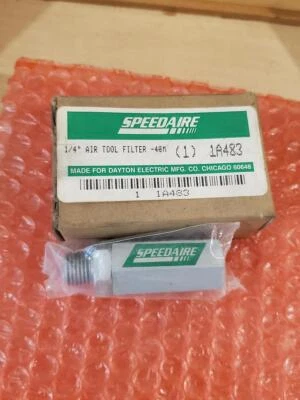 SPEEDAIRE
1/4" AIR TOOL FILTER -40M (1) 1A483
MADE FOR DAYTON ELECTRIC MFG. CO. CHICAGO 60648
1 1A483
SPEEDAIRE